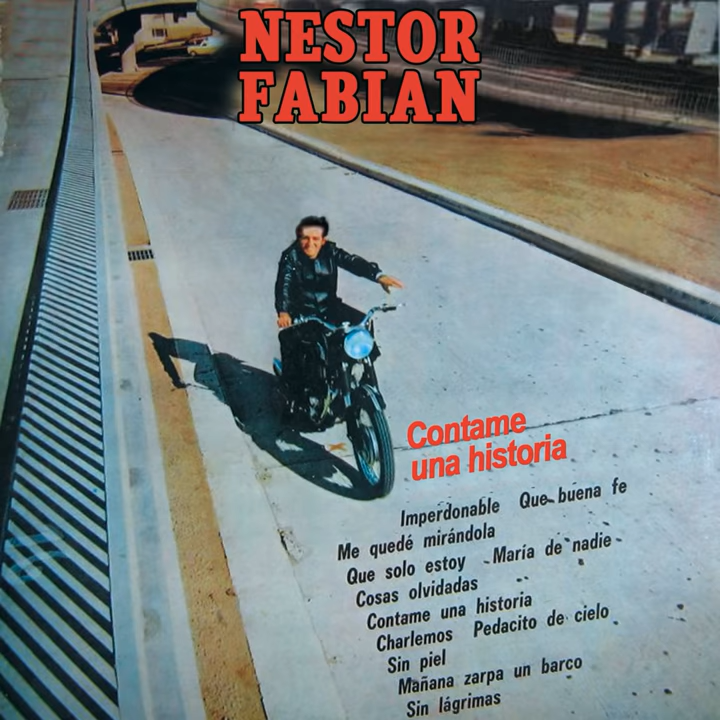 NESTOR
FABIAN
Contame
una historia
Imperdonable Que buena fe
Me quedé mirándola
Que solo estoy María de nadie
Cosas olvidadas
Contame una historia
Charlemos Pedacito de cielo
Sin piel
Mañana zarpa un barco
Sin lágrimas